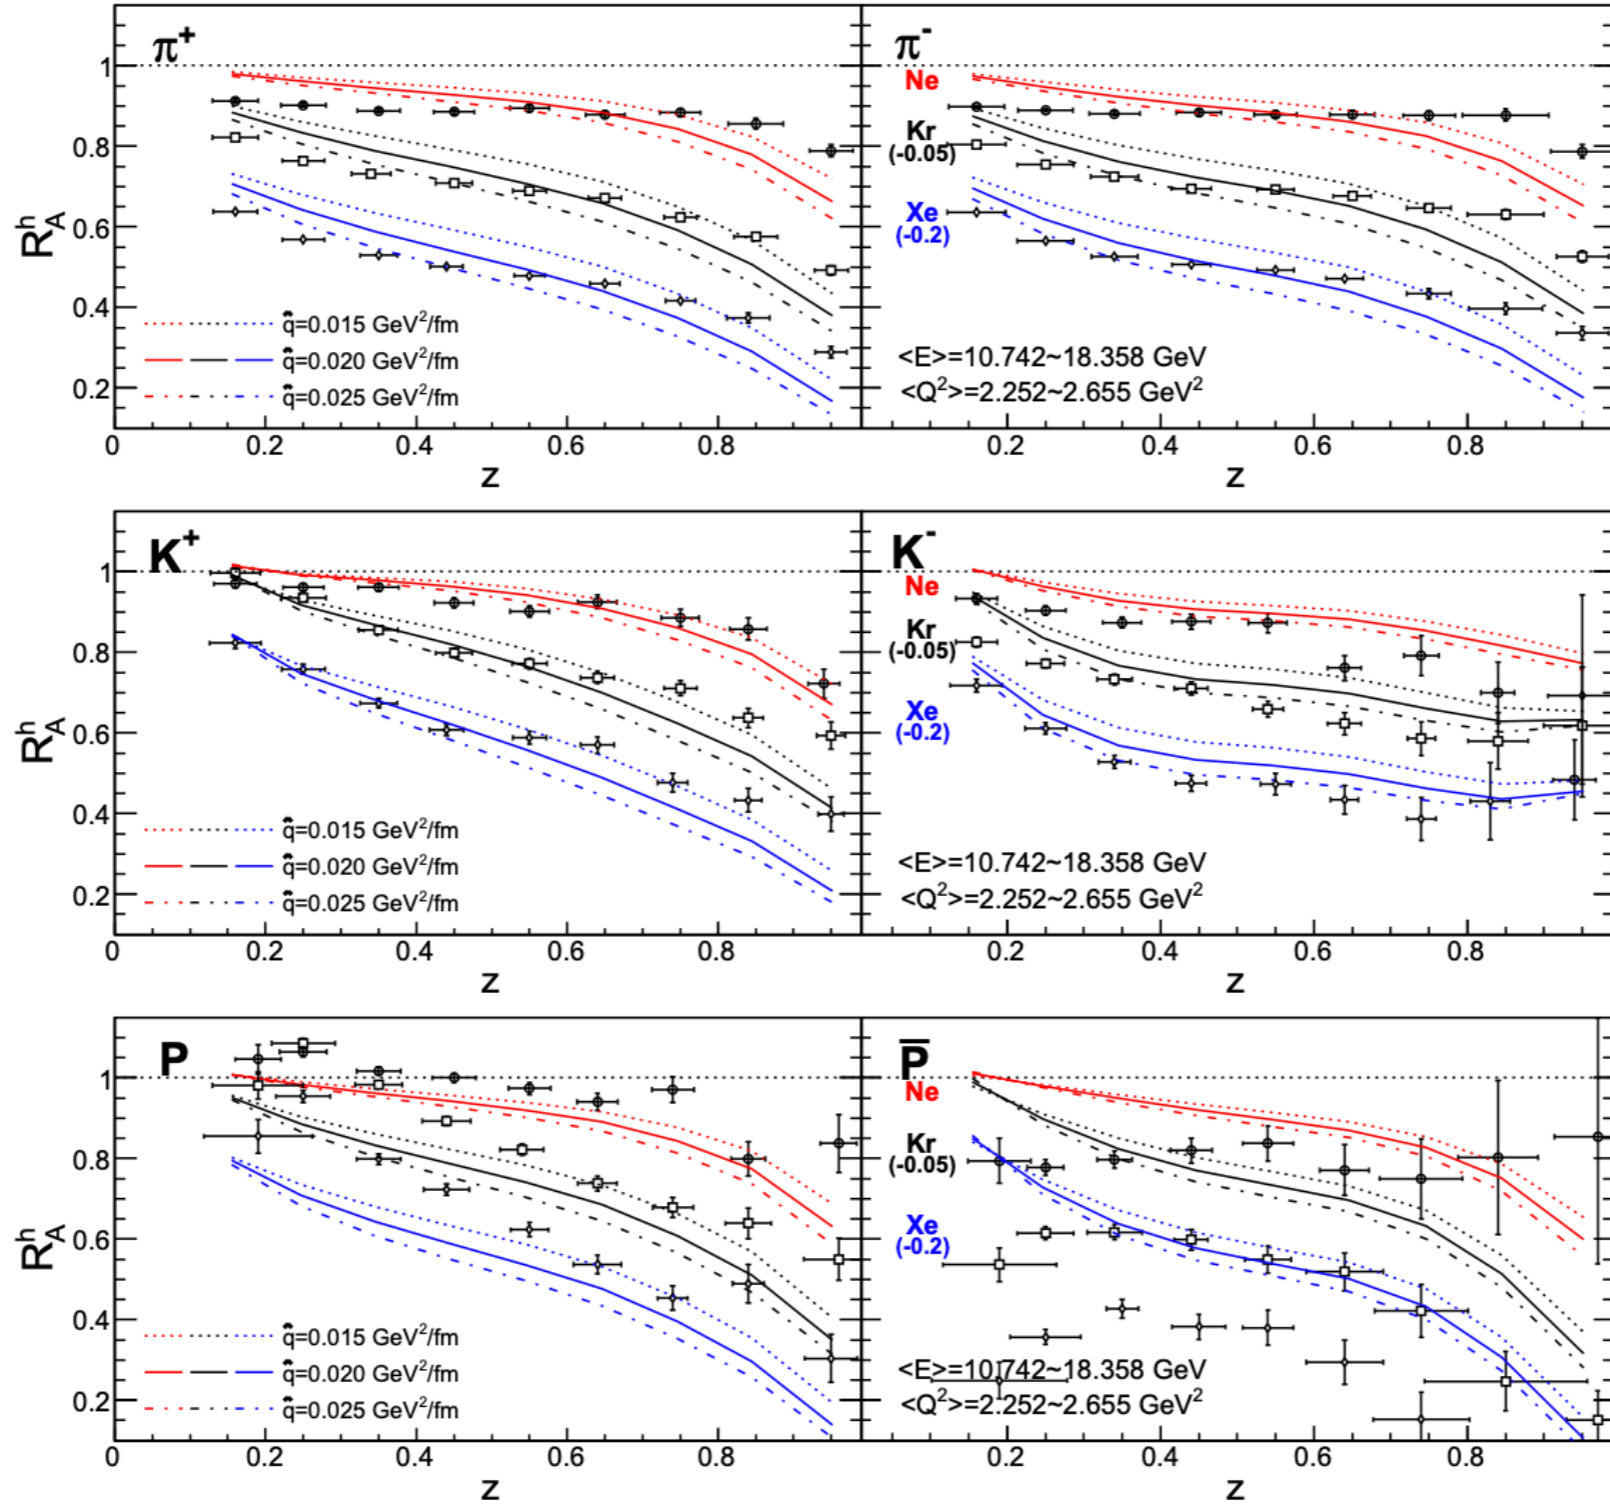 π⁺
π⁻
1
0.8
0.6
0.4
0.2
R_A^h
Ne
Kr
(-0.05)
Xe
(-0.2)
q̂=0.015 GeV²/fm
q̂=0.020 GeV²/fm
q̂=0.025 GeV²/fm
<E>=10.742~18.358 GeV
<Q²>=2.252~2.655 GeV²
0 0.2 0.4 0.6 0.8 0.2 0.4 0.6 0.8
z z
K⁺
K⁻
1
0.8
0.6
0.4
0.2
R_A^h
Ne
Kr
(-0.05)
Xe
(-0.2)
q̂=0.015 GeV²/fm
q̂=0.020 GeV²/fm
q̂=0.025 GeV²/fm
<E>=10.742~18.358 GeV
<Q²>=2.252~2.655 GeV²
0 0.2 0.4 0.6 0.8 0.2 0.4 0.6 0.8
z z
P
P̅
1
0.8
0.6
0.4
0.2
R_A^h
Ne
Kr
(-0.05)
Xe
(-0.2)
q̂=0.015 GeV²/fm
q̂=0.020 GeV²/fm
q̂=0.025 GeV²/fm
<E>=10.742~18.358 GeV
<Q²>=2.252~2.655 GeV²
0 0.2 0.4 0.6 0.8 0.2 0.4 0.6 0.8
z z